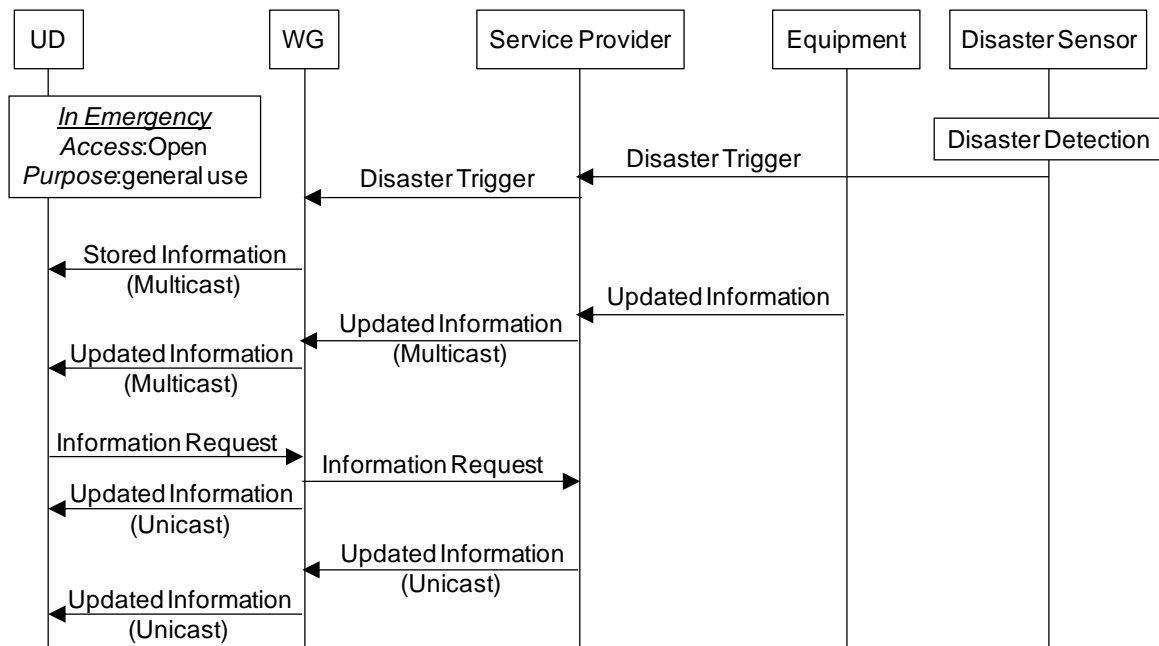 UD
WG
Service Provider
Equipment
Disaster Sensor
In Emergency
Access:Open
Purpose:general use
Disaster Detection
Disaster Trigger
Disaster Trigger
Stored Information
(Multicast)
Updated Information
Updated Information
(Multicast)
Updated Information
(Multicast)
Information Request
Information Request
Updated Information
(Unicast)
Updated Information
(Unicast)
Updated Information
(Unicast)